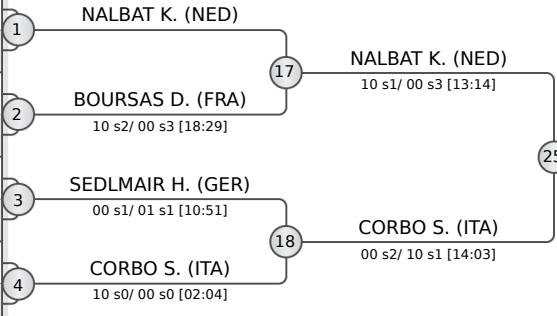 NALBAT K. (NED)
1
17
NALBAT K. (NED)
10 s1/ 00 s3 [13:14]
BOURSAS D. (FRA)
2
10 s2/ 00 s3 [18:29]
25
SEDLMAIR H. (GER)
3
00 s1/ 01 s1 [10:51]
18
CORBO S. (ITA)
00 s2/ 10 s1 [14:03]
CORBO S. (ITA)
4
10 s0/ 00 s0 [02:04]